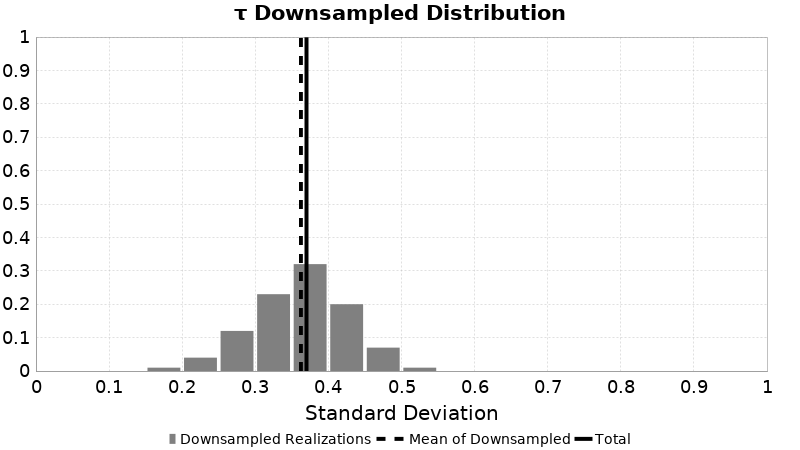 τ Downsampled Distribution
1
0.9
0.8
0.7
0.6
0.5
0.4
0.3
0.2
0.1
0
0 0.1 0.2 0.3 0.4 0.5 0.6 0.7 0.8 0.9 1
Standard Deviation
Downsampled Realizations Mean of Downsampled Total